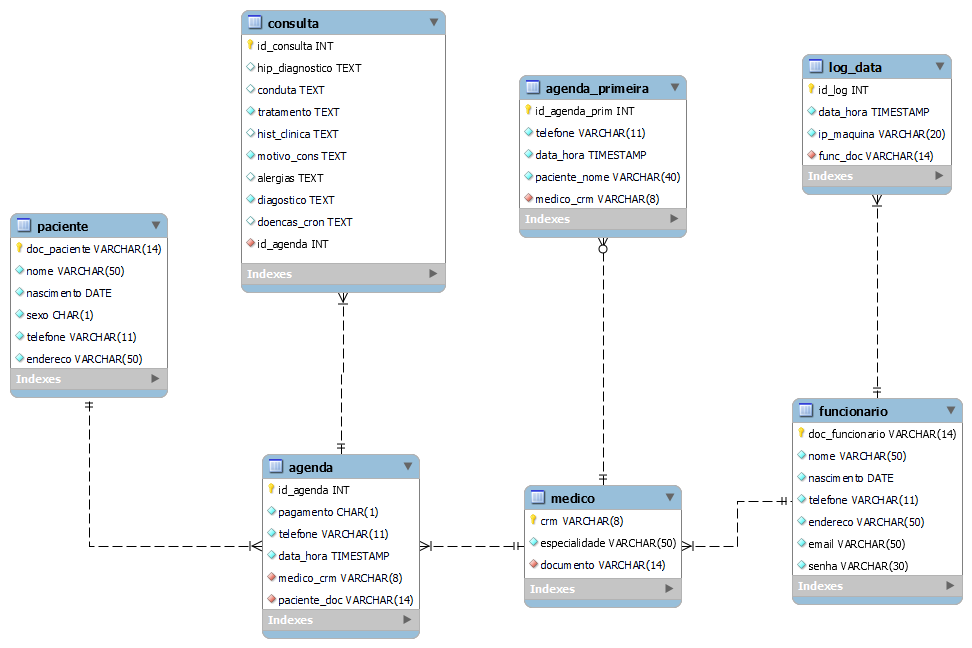 consulta
id_consulta INT
hip_diagnostico TEXT
conduta TEXT
tratamento TEXT
hist_clinica TEXT
motivo_cons TEXT
alergias TEXT
diagostico TEXT
doencas_cron TEXT
id_agenda INT
Indexes
agenda_primeira
id_agenda_prim INT
telefone VARCHAR(11)
data_hora TIMESTAMP
paciente_nome VARCHAR(40)
medico_crm VARCHAR(8)
Indexes
log_data
id_log INT
data_hora TIMESTAMP
ip_maquina VARCHAR(20)
func_doc VARCHAR(14)
Indexes
paciente
doc_paciente VARCHAR(14)
nome VARCHAR(50)
nascimento DATE
sexo CHAR(1)
telefone VARCHAR(11)
endereco VARCHAR(50)
Indexes
agenda
id_agenda INT
pagamento CHAR(1)
telefone VARCHAR(11)
data_hora TIMESTAMP
medico_crm VARCHAR(8)
paciente_doc VARCHAR(14)
Indexes
medico
crm VARCHAR(8)
especialidade VARCHAR(50)
documento VARCHAR(14)
Indexes
funcionario
doc_funcionario VARCHAR(14)
nome VARCHAR(50)
nascimento DATE
telefone VARCHAR(11)
endereco VARCHAR(50)
email VARCHAR(50)
senha VARCHAR(30)
Indexes